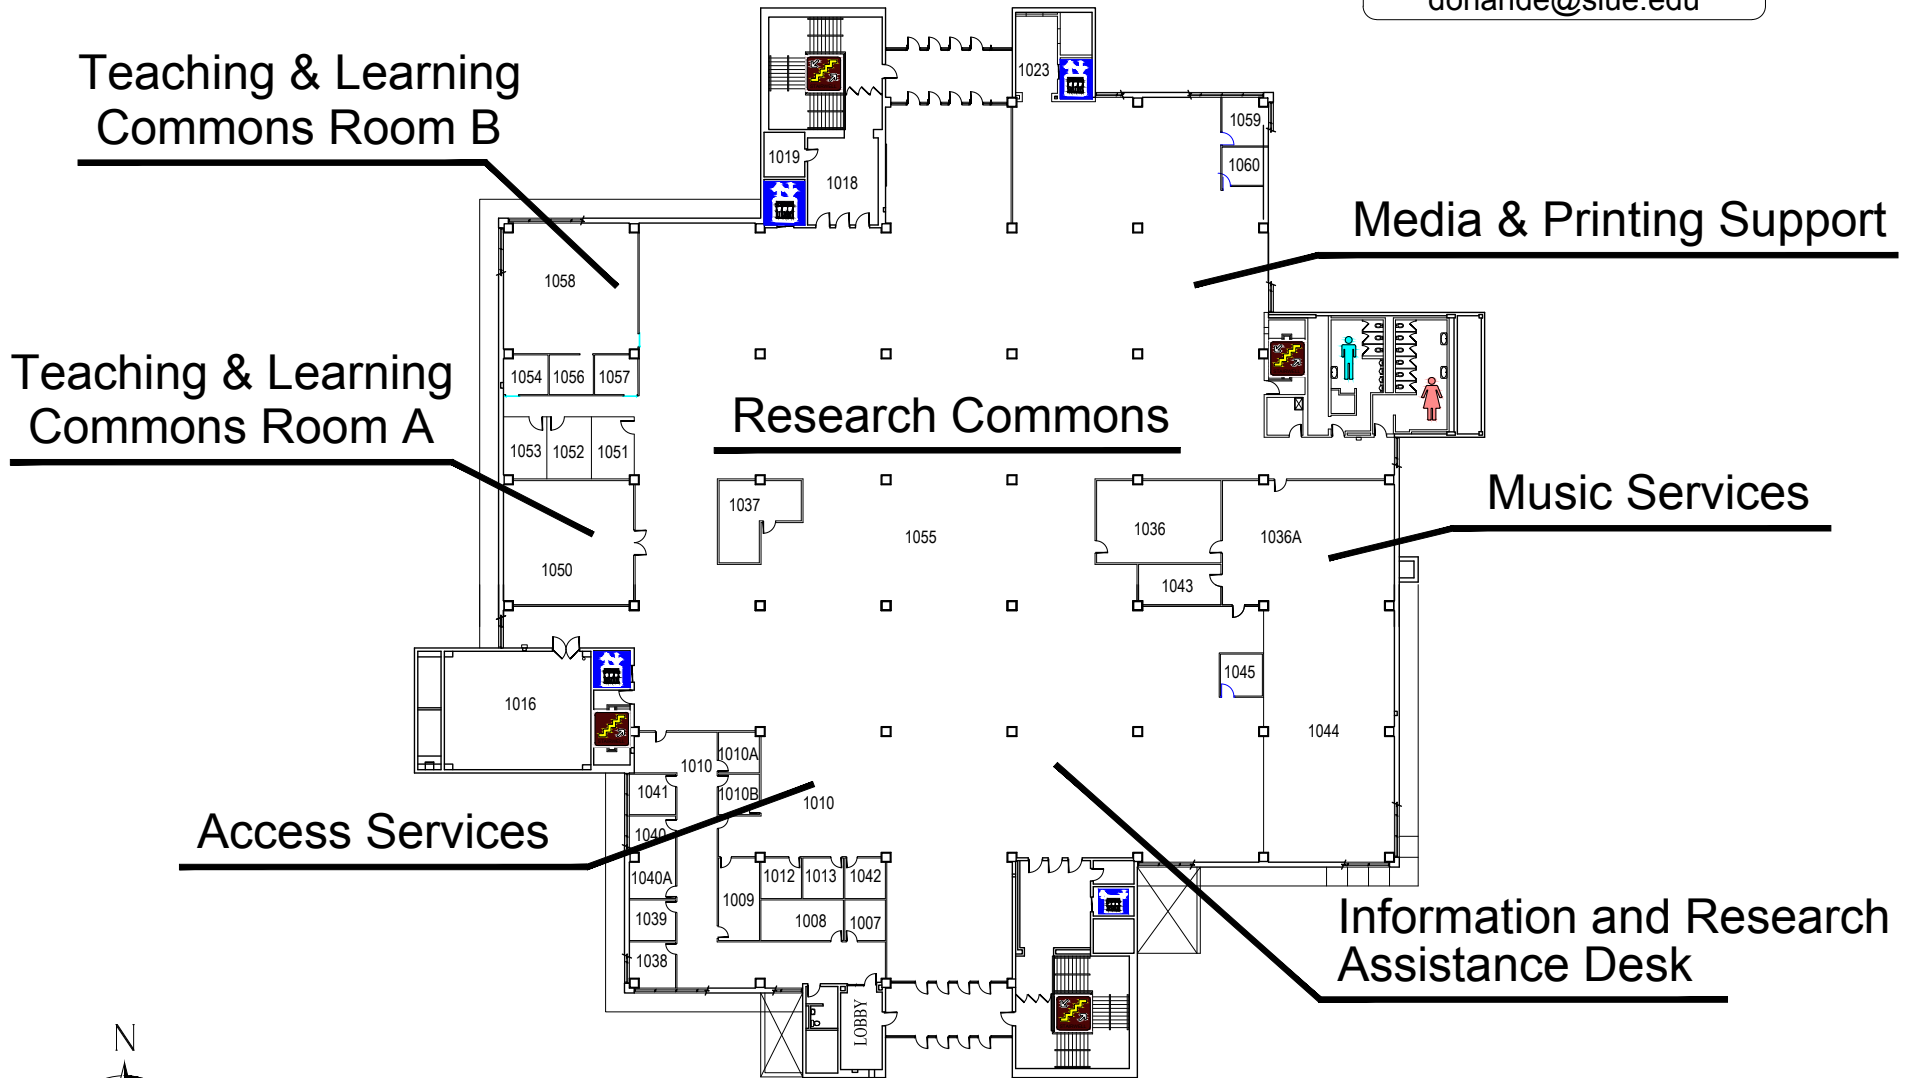 Teaching & Learning
Commons Room B
1023
1059
1060
1019
1018
Media & Printing Support
1058
1054
1056
1057
Teaching & Learning
Commons Room A
Research Commons
1053
1052
1051
Music Services
1037
1055
1036
1036A
1050
1043
1045
1016
1044
1010A
1010
1041
1010B
1010
Access Services
1040
1040A
1012
1013
1042
1009
1039
1008
1007
1038
Information and Research
Assistance Desk
LOBBY
N